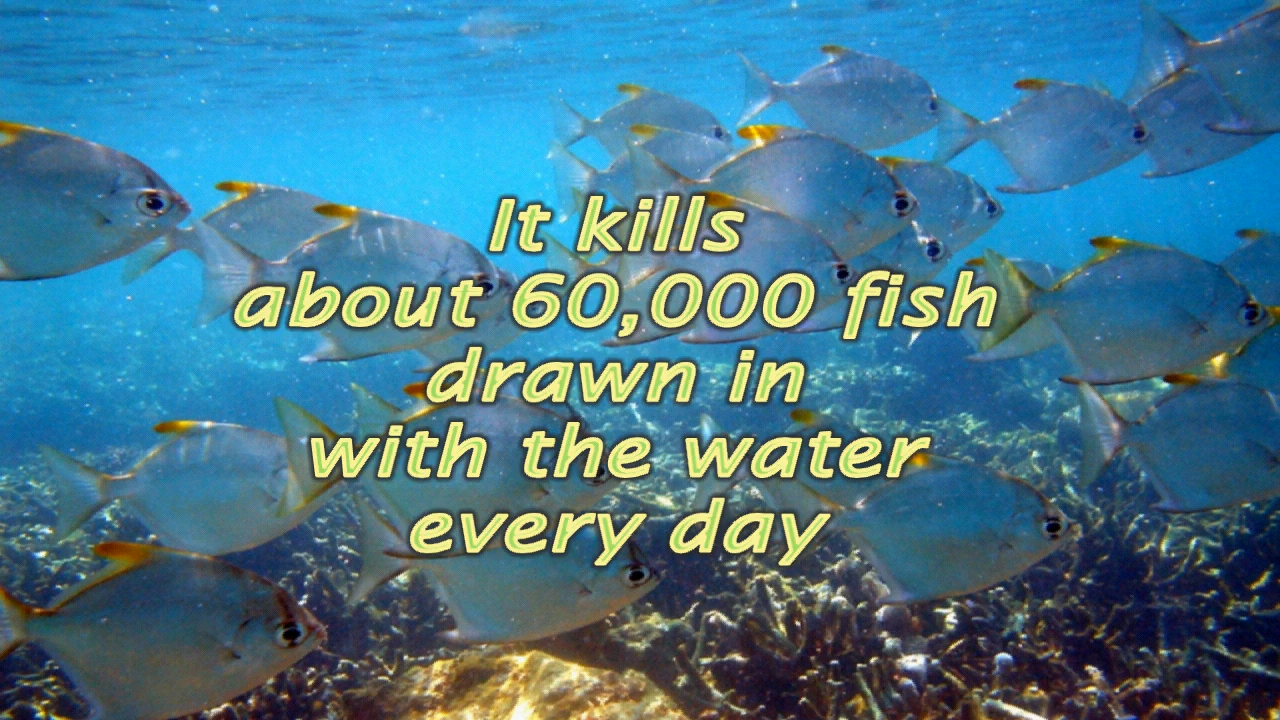 It kills
about 60,000 fish
drawn in
with the water
every day